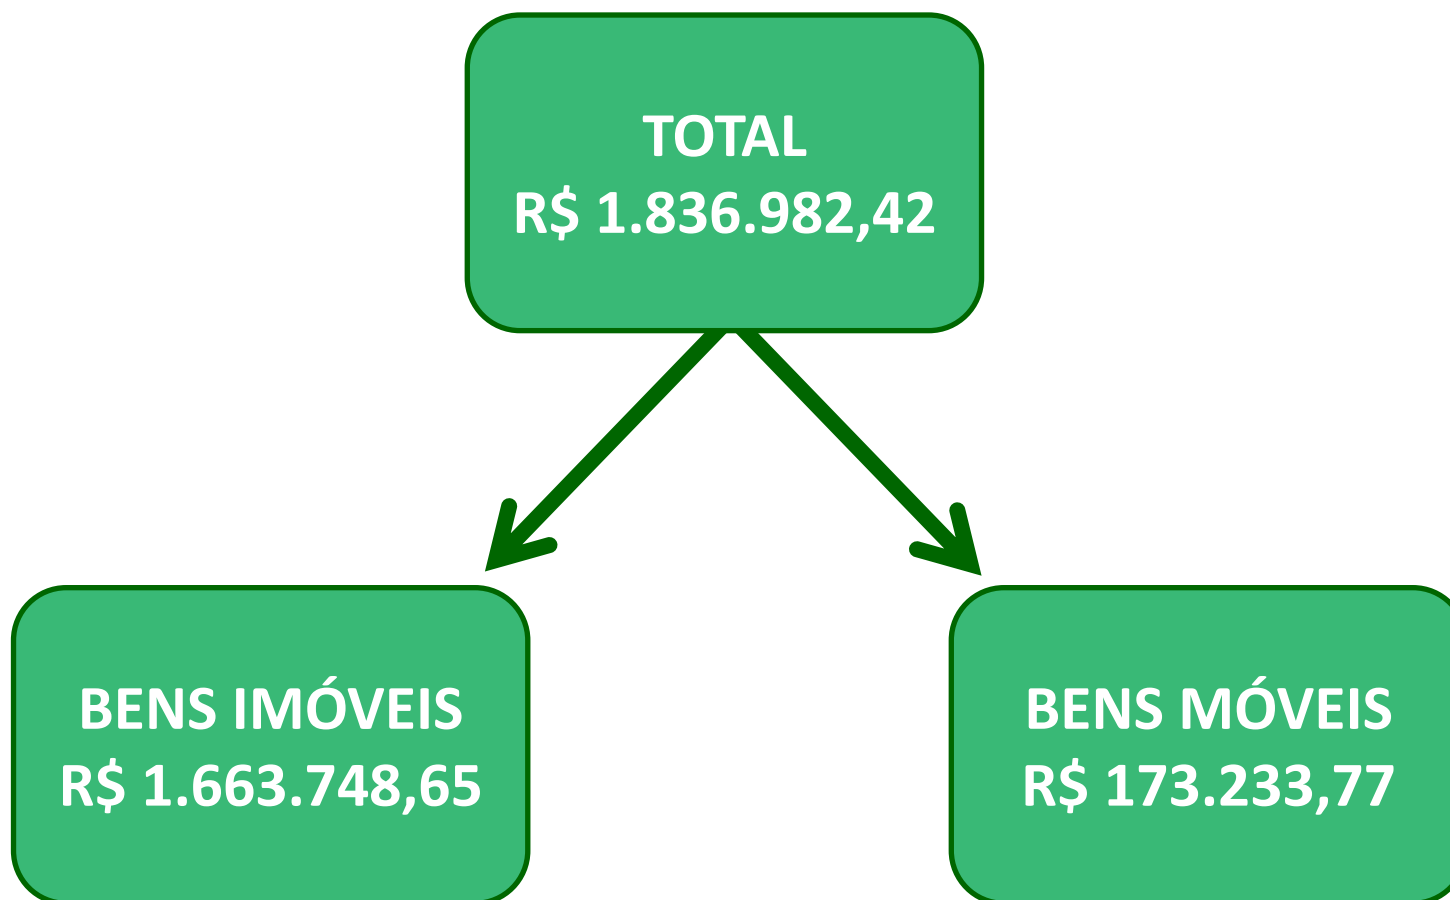 TOTAL
R$ 1.836.982,42
BENS IMÓVEIS
R$ 1.663.748,65
BENS MÓVEIS
R$ 173.233,77